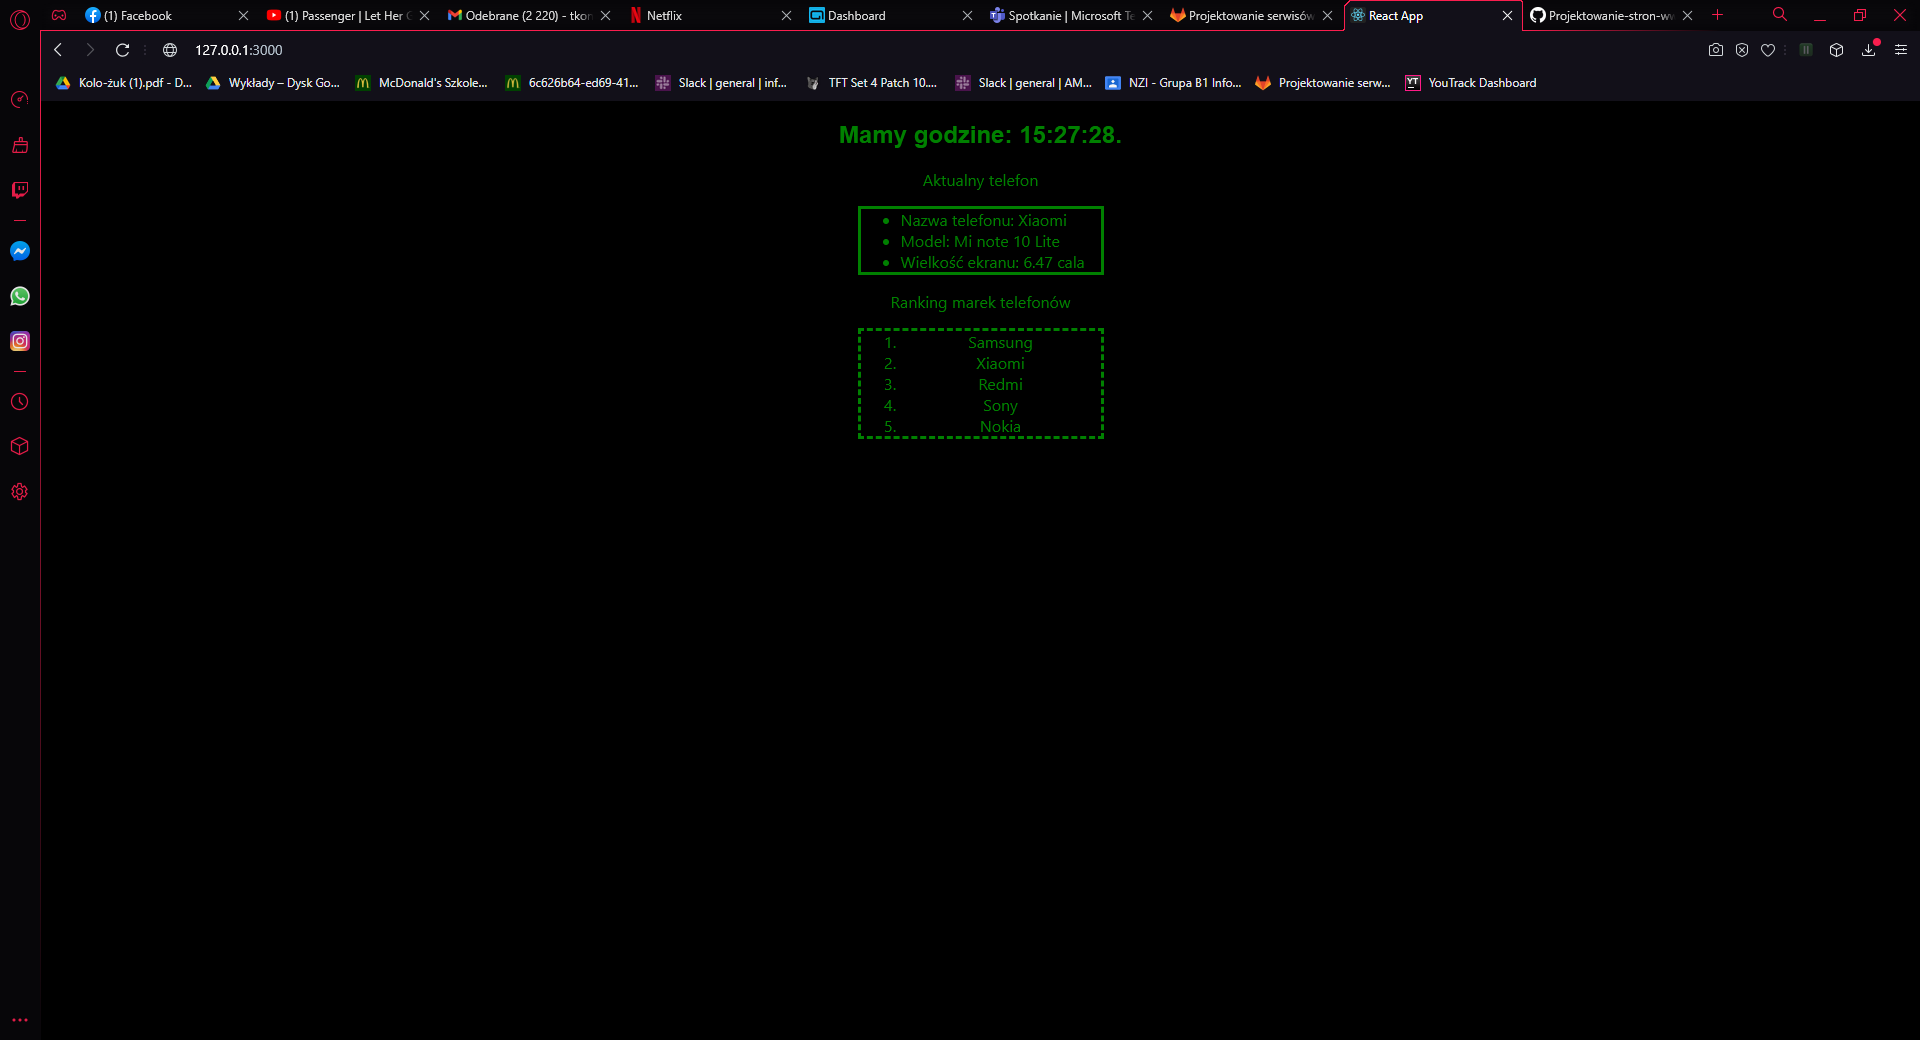 (1) Facebook
(1) Passenger | Let Her
Odebrane (2 220) - tkon
Netflix
Dashboard
Spotkanie | Microsoft Te
Projektowanie serwisów
React App
Projektowanie-stron-ww
127.0.0.1:3000
Kolo-żuk (1).pdf - D...
Wykłady – Dysk Go...
McDonald's Szkole...
6c626b64-ed69-41...
Slack | general | inf...
TFT Set 4 Patch 10....
Slack | general | AM...
NZI - Grupa B1 Info...
Projektowanie serw...
YT
YouTrack Dashboard
Mamy godzine: 15:27:28.
Aktualny telefon
Nazwa telefonu: Xiaomi
Model: Mi note 10 Lite
Wielkość ekranu: 6.47 cala
Ranking marek telefonów
1. Samsung
2. Xiaomi
3. Redmi
4. Sony
5. Nokia